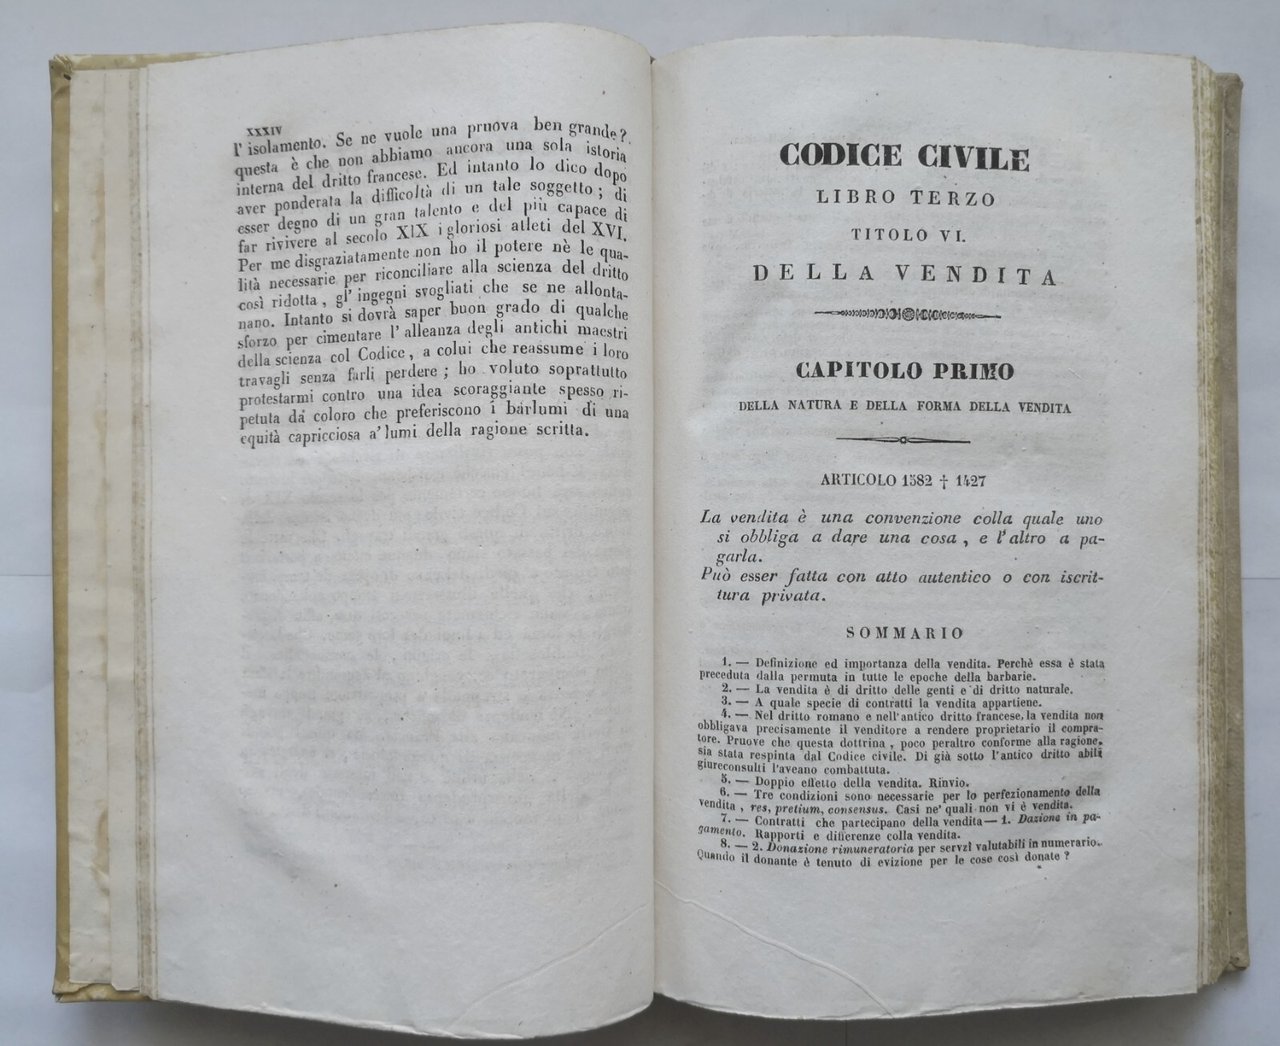 XXXIV
l' isolamento. Se ne vuole una pruova ben grande?
questa è che non abbiamo ancora una sola istoria
interna del dritto francese. Ed intanto lo dico dopo
aver ponderata la difficoltà di un tale soggetto; di
esser degno di un gran talento e del più capace di
far rivivere al secolo XIX i gloriosi atleti del XVI.
Per me disgraziatamente non ho il potere nè le qua-
lità necessarie per riconciliare alla scienza del dritto
così ridotta, gl' ingegni svogliati che se ne allonta-
nano. Intanto si dovrà saper buon grado di qualche
sforzo per cimentare l' alleanza degli antichi maestri
della scienza col Codice, a colui che reassume i loro
travagli senza farli perdere; ho voluto soprattutto
protestarmi contro una idea scoraggiante spesso ri-
petuta da coloro che preferiscono i barlumi di una
equità capricciosa a' lumi della ragione scritta.
CODICE CIVILE
LIBRO TERZO
TITOLO VI.
DELLA VENDITA
CAPITOLO PRIMO
DELLA NATURA E DELLA FORMA DELLA VENDITA
ARTICOLO 1582 † 1427
La vendita è una convenzione colla quale uno
si obbliga a dare una cosa, e l'altro a pa-
garla.
Può esser fatta con atto autentico o con iscrit-
tura privata.
SOMMARIO
1. — Definizione ed importanza della vendita. Perchè essa è stata
preceduta dalla permuta in tutte le epoche della barbarie.
2. — La vendita è di dritto delle genti e di dritto naturale.
3. — A quale specie di contratti la vendita appartiene.
4. — Nel dritto romano e nell'antico dritto francese, la vendita non
obbligava precisamente il venditore a rendere proprietario il compra-
tore. Pruove che questa dottrina, poco peraltro conforme alla ragione,
sia stata respinta dal Codice civile. Di già sotto l'antico dritto abili
giureconsulti l'aveano combattuta.
5. — Doppio effetto della vendita. Rinvio.
6. — Tre condizioni sono necessarie per lo perfezionamento della
vendita, res, pretium, consensus. Casi ne' quali non vi è vendita.
7. — Contratti che partecipano della vendita — 1. Dazione in pa-
gamento. Rapporti e differenze colla vendita.
8. — 2. Donazione rimuneratoria per servzi valutabili in numerario.
Quando il donante è tenuto di evizione per le cose così donate?